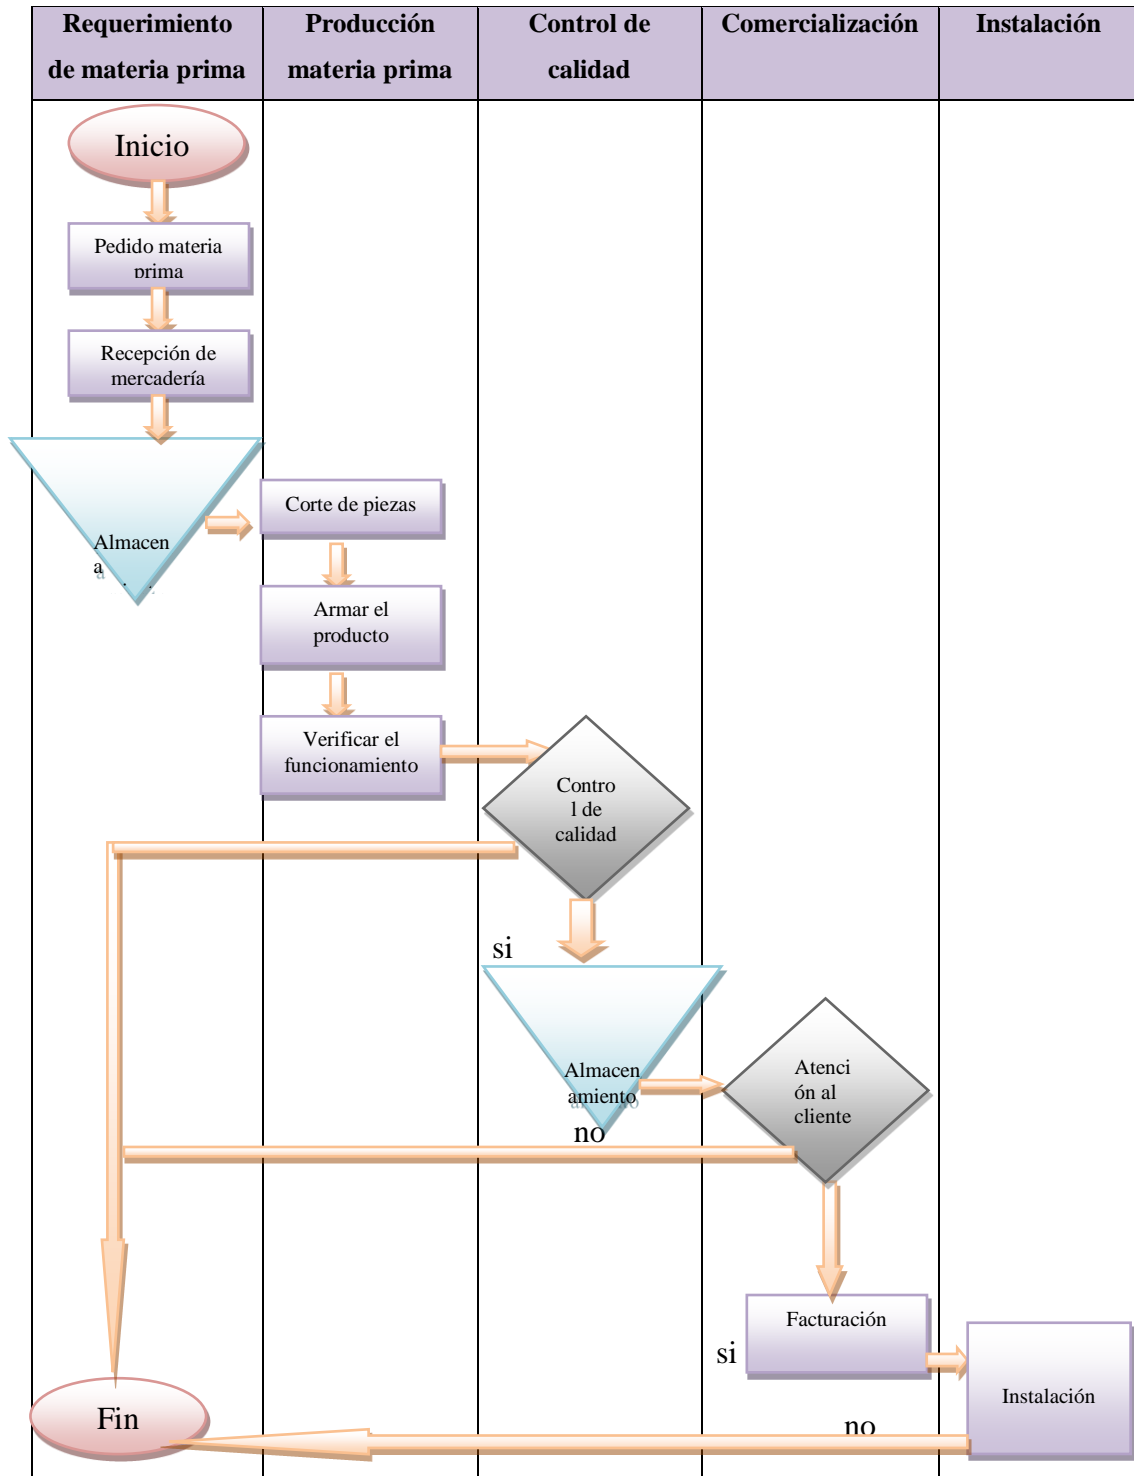 Requerimiento
de materia prima
Producción
materia prima
Control de
calidad
Comercialización
Instalación
Inicio
Pedido materia
prima
Recepción de
mercadería
Almacen
a
Corte de piezas
Armar el
producto
Verificar el
funcionamiento
Contro
l de
calidad
si
Almacen
amiento
no
Atenci
ón al
cliente
Facturación
si
Instalación
no
Fin